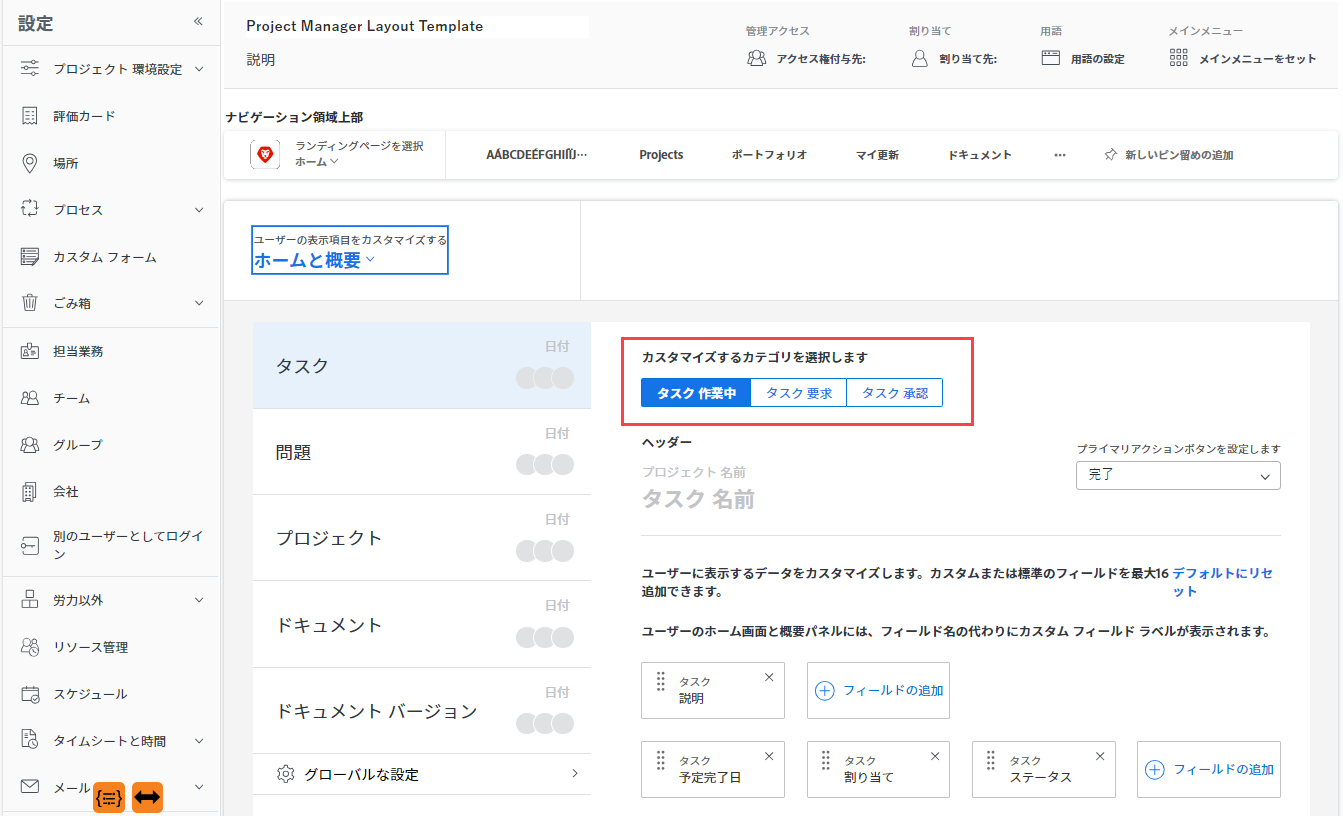 設定
プロジェクト 環境設定
評価カード
場所
プロセス
カスタム フォーム
ごみ箱
担当業務
チーム
グループ
会社
別のユーザーとしてログイ
ン
労力以外
リソース管理
スケジュール
タイムシートと時間
メール
Project Manager Layout Template
説明
管理アクセス
アクセス権付与先:
割り当て
割り当て先:
用語
用語の設定
メインメニュー
メインメニューをセット
ナビゲーション領域上部
ランディングページを選択
ホーム
AÁBCDEÉFGHIÍÏJ…
Projects
ポートフォリオ
マイ更新
ドキュメント
新しいピン留めの追加
ユーザーの表示項目をカスタマイズする
ホームと概要
タスク
日付
問題
日付
プロジェクト
日付
ドキュメント
日付
ドキュメント バージョン
日付
グローバルな設定
カスタマイズするカテゴリを選択します
タスク 作業中
タスク 要求
タスク 承認
ヘッダー
プロジェクト 名前
タスク 名前
プライマリアクションボタンを設定します
完了
ユーザーに表示するデータをカスタマイズします。カスタムまたは標準のフィールドを最大16
追加できます。
デフォルトにリセ
ット
ユーザーのホーム画面と概要パネルには、フィールド名の代わりにカスタム フィールド ラベルが表示されます。
タスク
説明
フィールドの追加
タスク
予定完了日
タスク
割り当て
タスク
ステータス
フィールドの追加